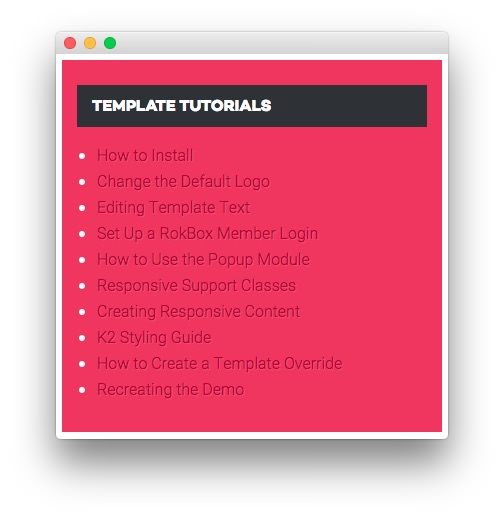 TEMPLATE TUTORIALS
How to Install
Change the Default Logo
Editing Template Text
Set Up a RokBox Member Login
How to Use the Popup Module
Responsive Support Classes
Creating Responsive Content
K2 Styling Guide
How to Create a Template Override
Recreating the Demo